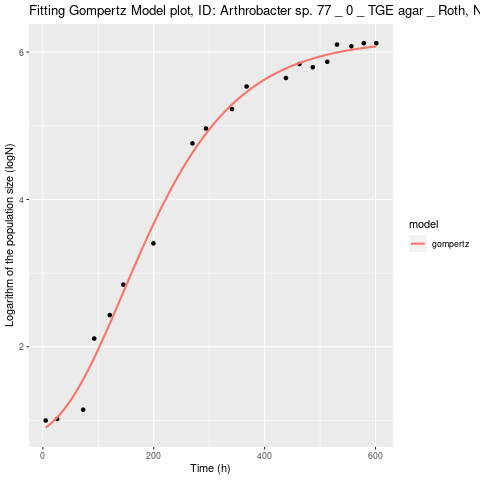 Fitting Gompertz Model plot, ID: Arthrobacter sp. 77 _ 0 _ TGE agar _ Roth, N
Logarithm of the population size (logN)
6
4
2
0
200
400
600
Time (h)
model
gompertz